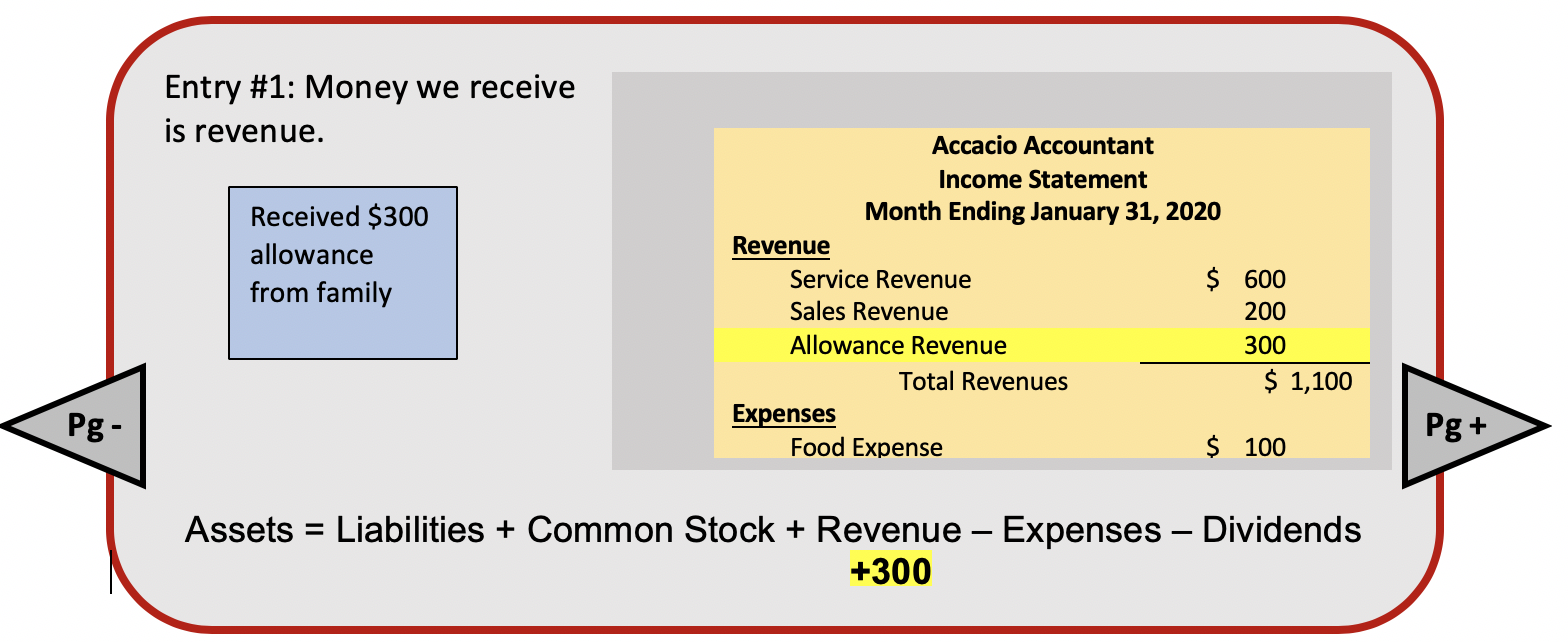 Entry #1: Money we receive
is revenue.
Received $300
allowance
from family
Accacio Accountant
Income Statement
Month Ending January 31, 2020
Revenue
Service Revenue $ 600
Sales Revenue 200
Allowance Revenue 300
Total Revenues $ 1,100
Expenses
Food Expense $ 100
Pg -
Pg +
Assets = Liabilities + Common Stock + Revenue – Expenses – Dividends
+300